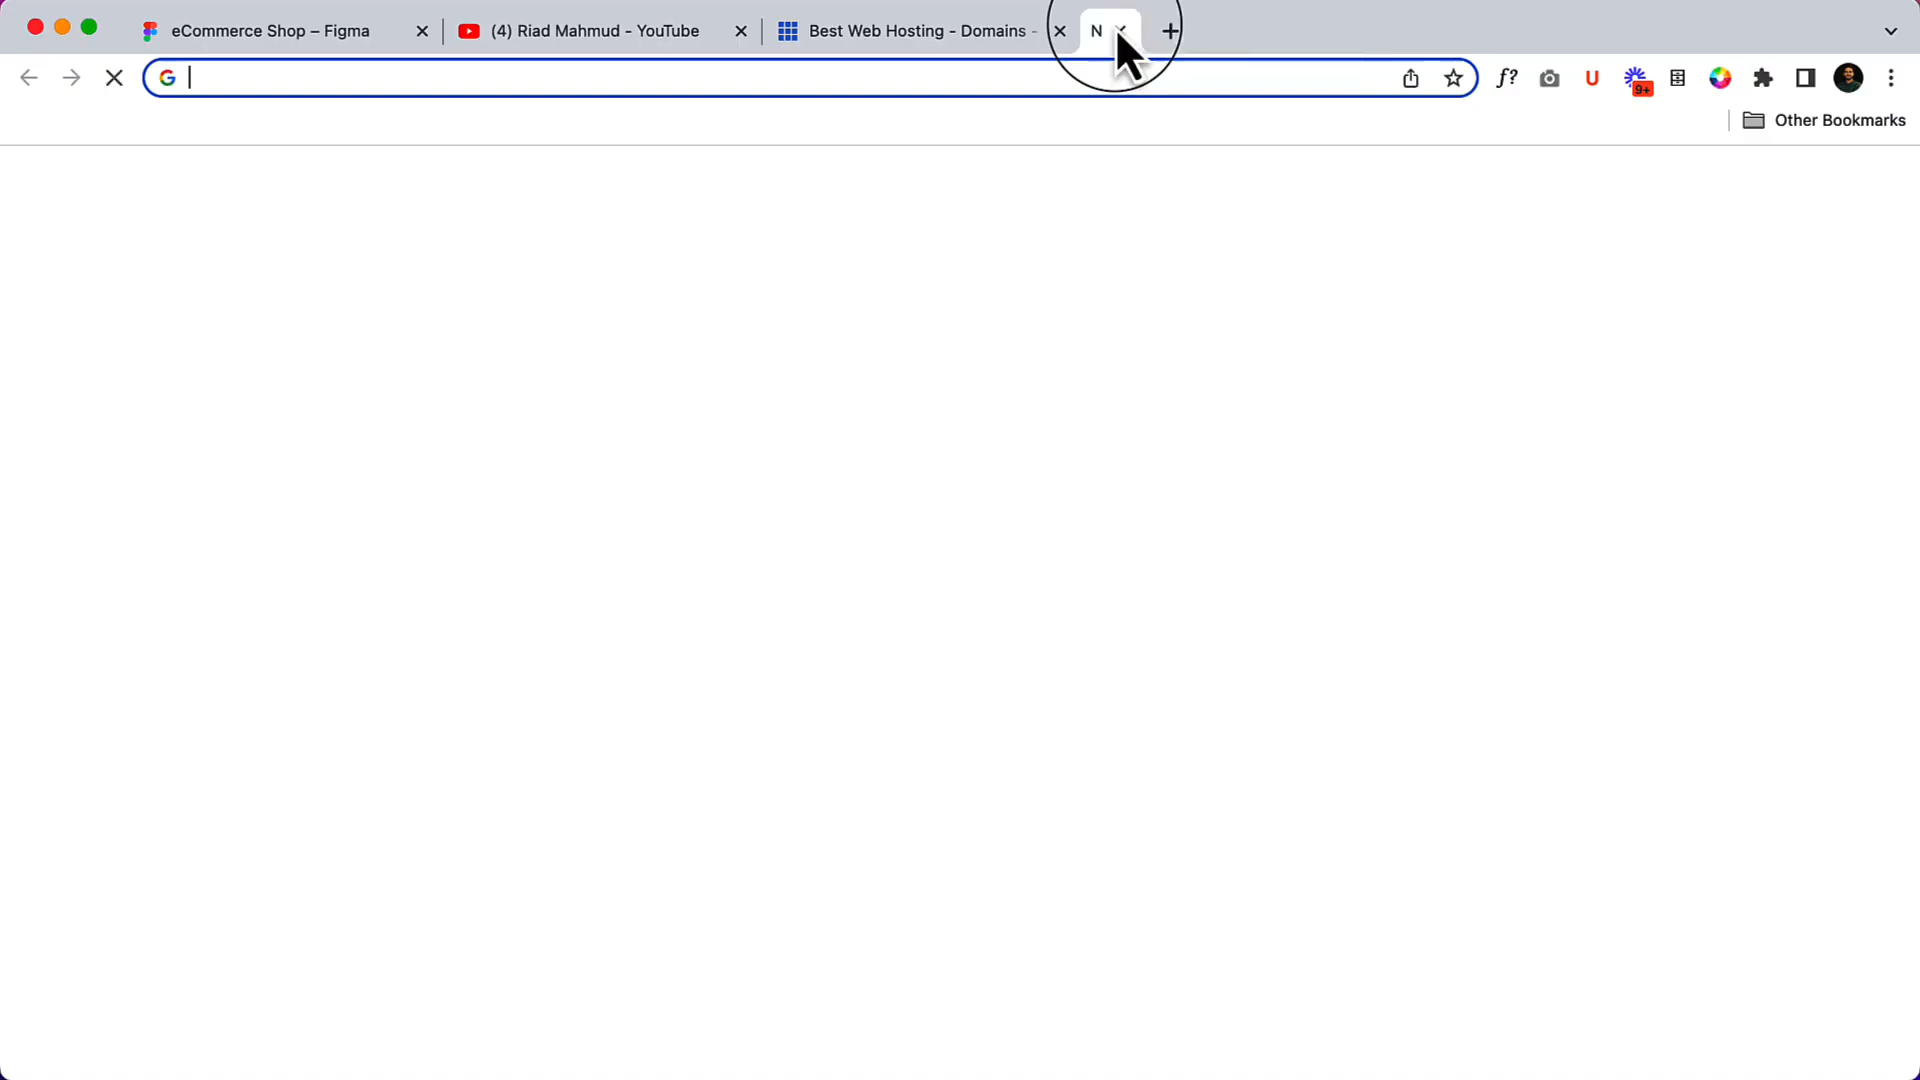 eCommerce Shop – Figma
(4) Riad Mahmud - YouTube
Best Web Hosting - Domains -
N
f?
U
9+
Other Bookmarks